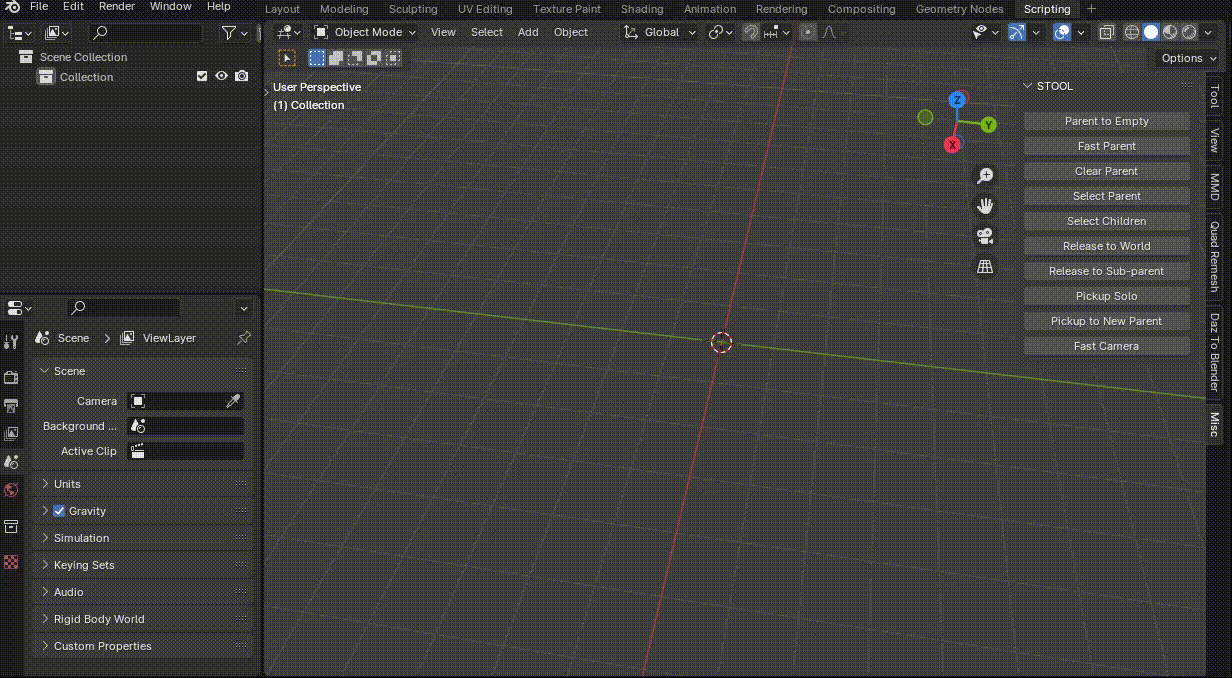 File Edit Render Window Help
Layout Modeling Sculpting UV Editing Texture Paint Shading Animation Rendering Compositing Geometry Nodes Scripting +
Object Mode View Select Add Object Global
Options
Scene Collection
Collection
User Perspective
(1) Collection
Z
Y
X
STOOL
Parent to Empty
Fast Parent
Clear Parent
Select Parent
Select Children
Release to World
Release to Sub-parent
Pickup Solo
Pickup to New Parent
Fast Camera
Tool
View
MMD
Quad Remesh
Daz To Blender
Misc
Scene > ViewLayer
Scene
Camera
Background ...
Active Clip
Units
Gravity
Simulation
Keying Sets
Audio
Rigid Body World
Custom Properties